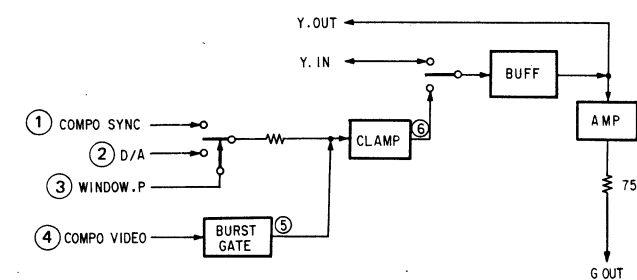 Y.OUT
Y.IN
BUFF
① COMPO SYNC
② D/A
③ WINDOW.P
④ COMPO VIDEO
BURST
GATE
⑤
CLAMP
⑥
AMP
75
G OUT